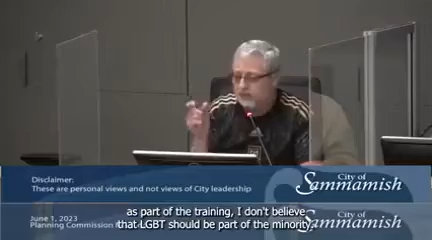 Disclaimer:
These are personal views and not views of City leadership
City of
Sammamish
June 1, 2023
Planning Commission
as part of the training, I don't believe
that LGBT should be part of the minority,
City of
Sammamish